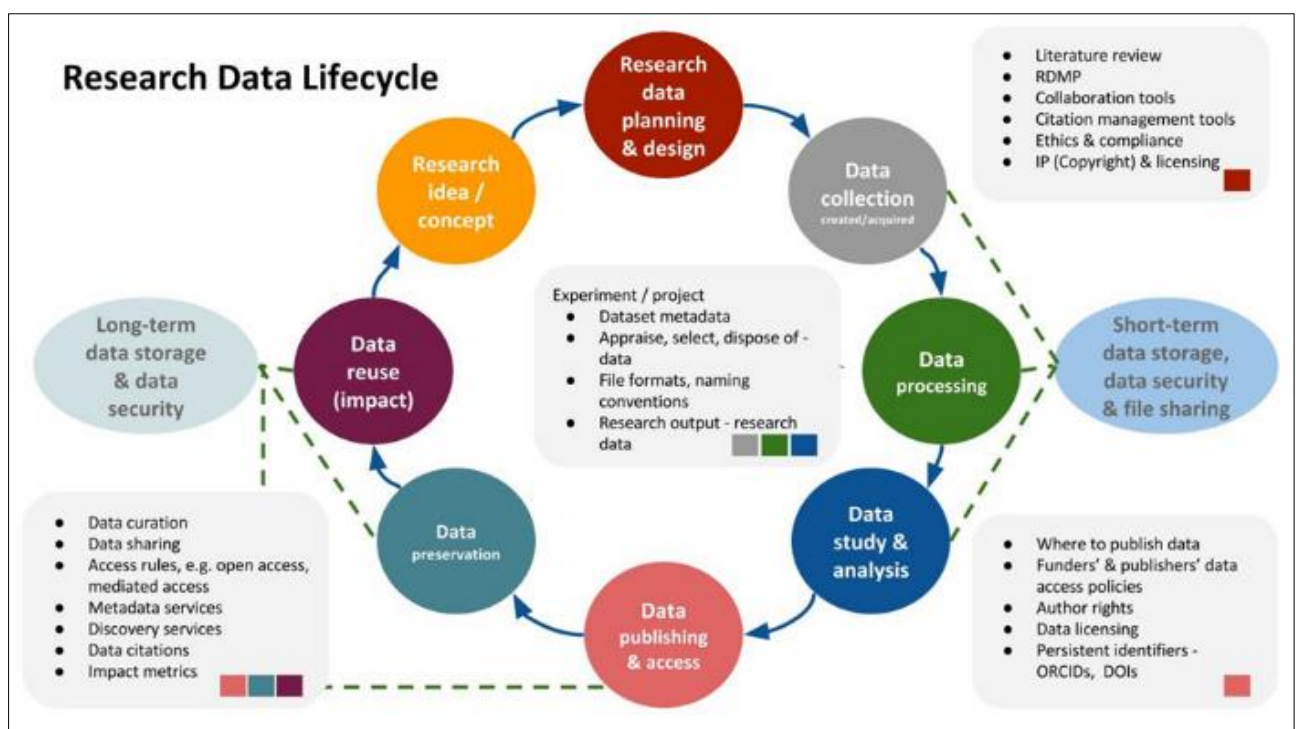 Research Data Lifecycle
Research
data
planning
& design
Literature review
RDMP
Collaboration tools
Citation management tools
Ethics & compliance
IP (Copyright) & licensing
Research
idea /
concept
Data
collection
created/acquired
Experiment / project
Dataset metadata
Appraise, select, dispose of -
data
File formats, naming
conventions
Research output - research
data
Long-term
data storage
& data
security
Data
reuse
(impact)
Data
processing
Short-term
data storage,
data security
& file sharing
Data
preservation
Data
study &
analysis
Data
publishing
& access
Data curation
Data sharing
Access rules, e.g. open access,
mediated access
Metadata services
Discovery services
Data citations
Impact metrics
Where to publish data
Funders' & publishers' data
access policies
Author rights
Data licensing
Persistent identifiers -
ORCIDs, DOIs